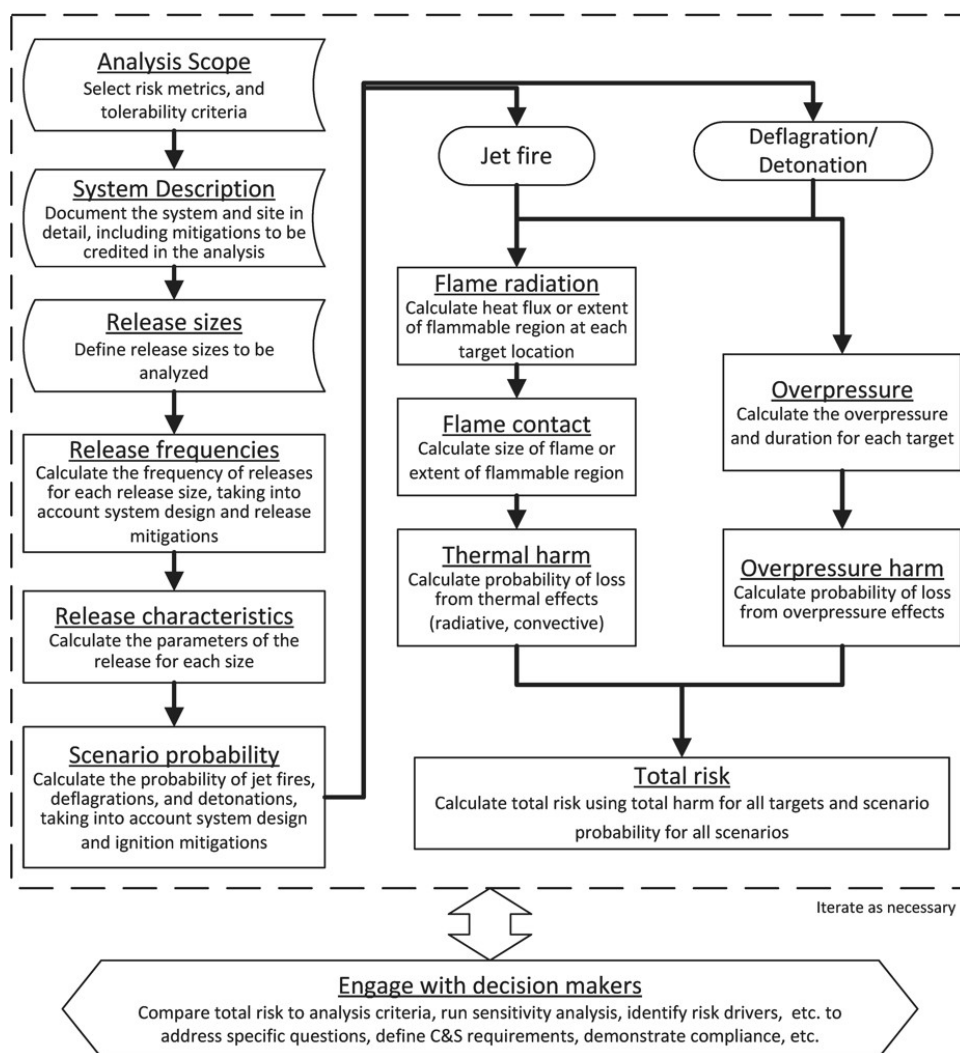 Analysis Scope
Select risk metrics, and
tolerability criteria
System Description
Document the system and site in
detail, including mitigations to be
credited in the analysis
Release sizes
Define release sizes to be
analyzed
Release frequencies
Calculate the frequency of releases
for each release size, taking into
account system design and release
mitigations
Release characteristics
Calculate the parameters of the
release for each size
Scenario probability
Calculate the probability of jet fires,
deflagrations, and detonations,
taking into account system design
and ignition mitigations
Jet fire
Deflagration/
Detonation
Flame radiation
Calculate heat flux or extent
of flammable region at each
target location
Flame contact
Calculate size of flame or
extent of flammable region
Thermal harm
Calculate probability of loss
from thermal effects
(radiative, convective)
Overpressure
Calculate the overpressure
and duration for each target
Overpressure harm
Calculate probability of loss
from overpressure effects
Total risk
Calculate total risk using total harm for all targets and scenario
probability for all scenarios
Iterate as necessary
Engage with decision makers
Compare total risk to analysis criteria, run sensitivity analysis, identify risk drivers, etc. to
address specific questions, define C&S requirements, demonstrate compliance, etc.